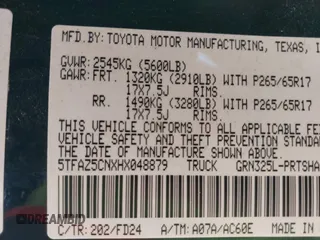 MFD.BY:TOYOTA MOTOR MANUFACTURING, TEXAS, I
GVWR:2545KG (5600LB)
GAWR:FRT. 1320KG (2910LB) WITH P265/65R17
17X7.5J RIMS.
RR. 1490KG (3280LB) WITH P265/65R17
17X7.5J RIMS.
THIS VEHICLE CONFORMS TO ALL APPLICABLE FE
VEHICLE SAFETY AND THEFT PREVENTION STANDAR
THE DATE OF MANUFACTURE SHOWN ABOVE.
5TFAZ5CNXHX048879 TRUCK GRN325L-PRTSHA
C/TR:202/FD24 A/TM:A07A/AC60E MADE IN
DREAMBID